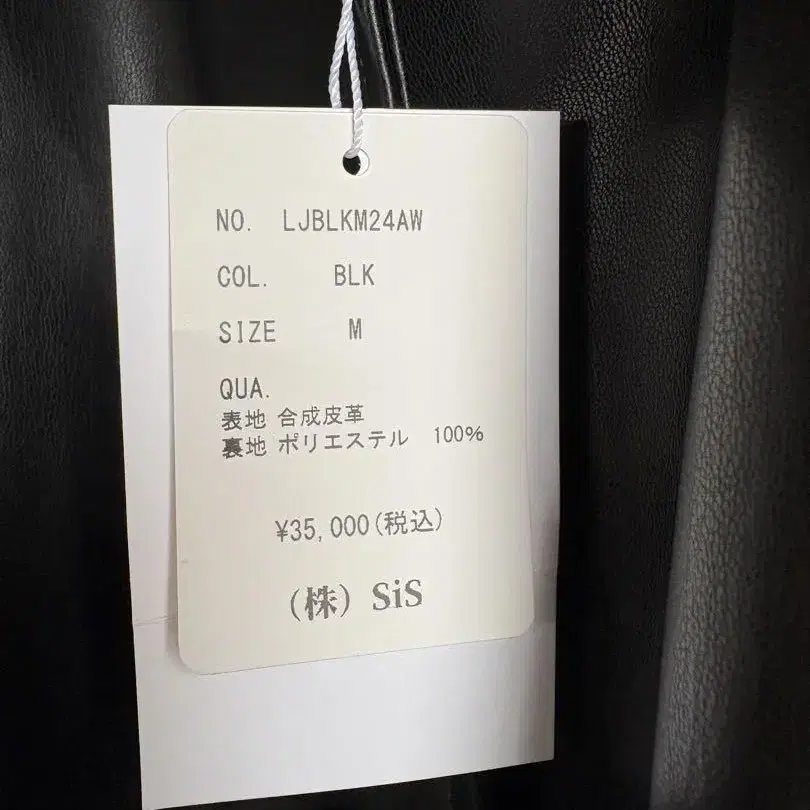 NO. LJBLKM24AW
COL. BLK
SIZE M
QUA.
表地 合成皮革
裏地 ポリエステル 100%
¥35,000(税込)
(株) SiS